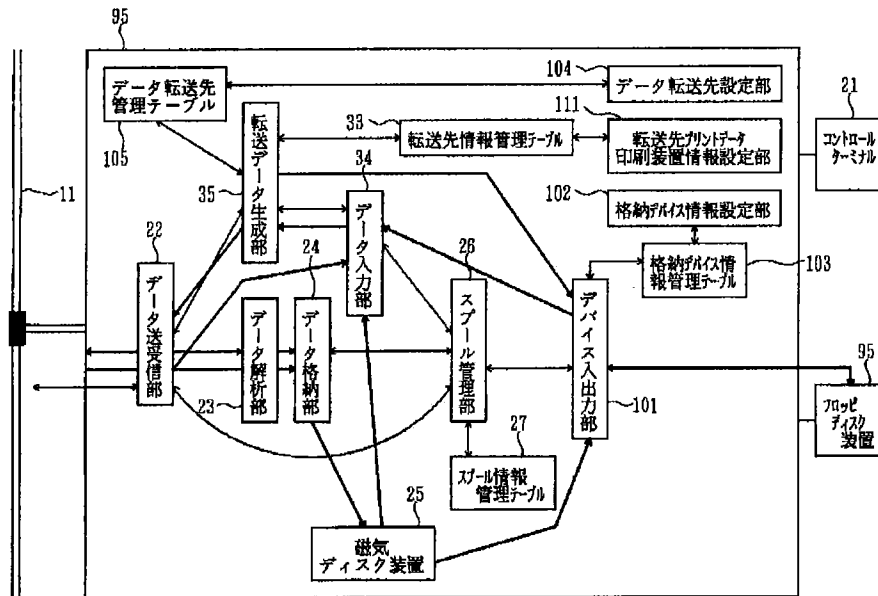 95
データ転送先
管理テーブル
105
104
データ転送先設定部
111
転送先プリントデータ
印刷装置情報設定部
33
転送先情報管理テーブル
102
格納デバイス情報設定部
格納デバイス情
報管理テーブル
103
21
コントロール
ターミナル
11
22
データ送受信部
35
転送データ生成部
34
データ入力部
23
データ解析部
24
データ格納部
26
スプール管理部
デバイス入出力部
101
27
スプール情報
管理テーブル
25
磁気
ディスク装置
95
フロッピ
ディスク
装置